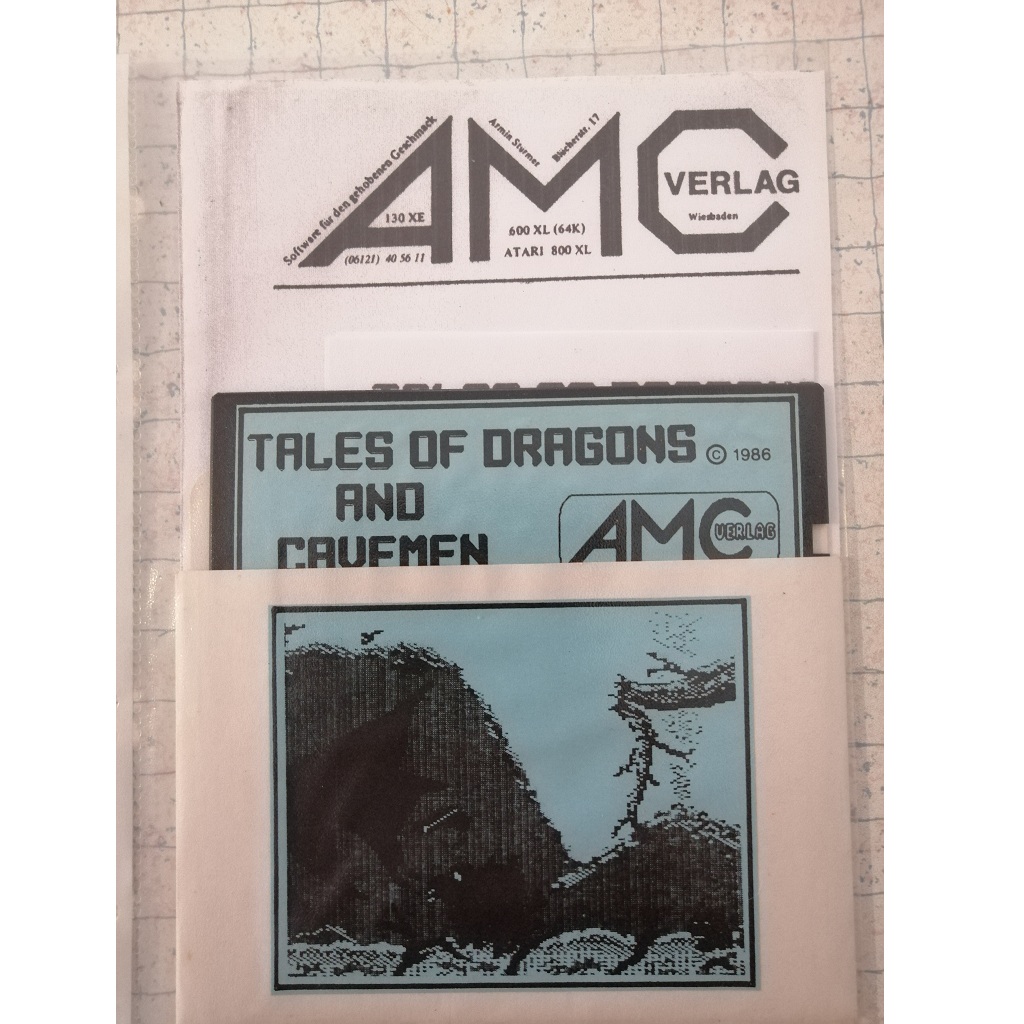 Software für den gehobenen Geschmack
Armin Stürmer
Blücherstr. 17
AMC
VERLAG
Wiesbaden
130 XE
600 XL (64K)
(06121) 40 56 11
ATARI 800 XL
TALES OF DRAGONS © 1986
AND
CAVEMEN
AMC VERLAG